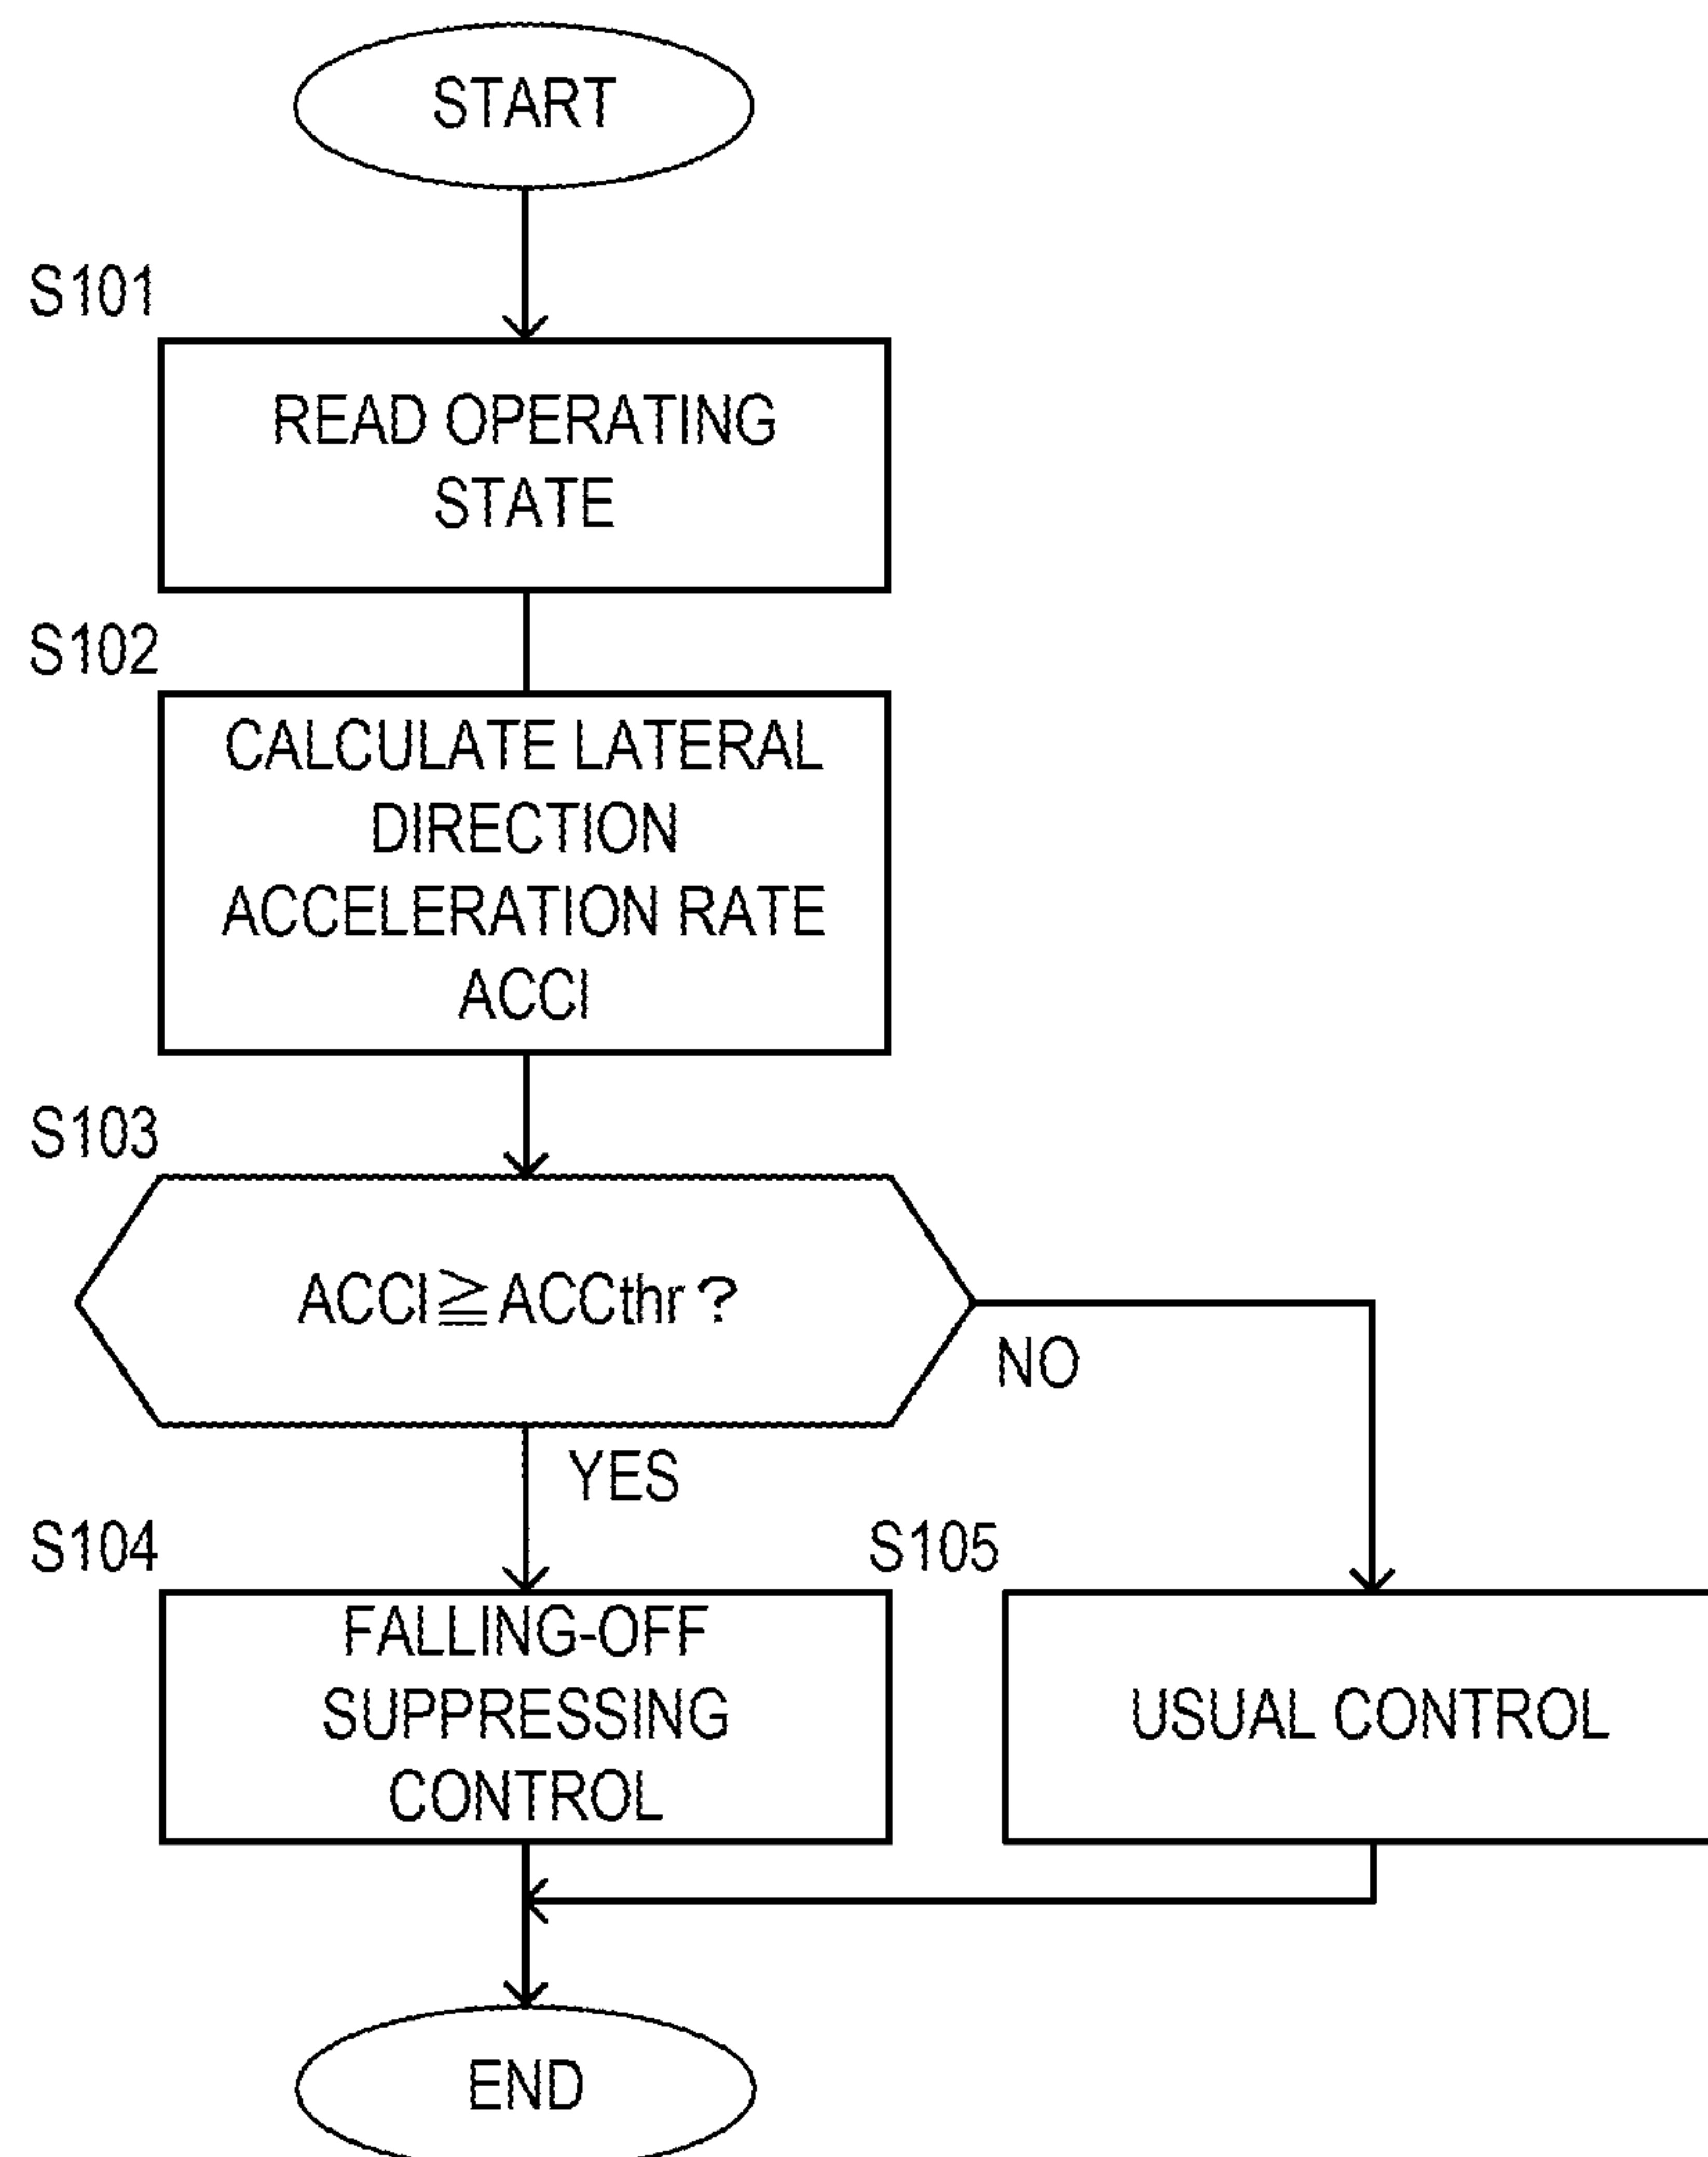 START
S101
READ OPERATING
STATE
S102
CALCULATE LATERAL
DIRECTION
ACCELERATION RATE
ACCl
S103
ACCl≧ACCthr ?
NO
YES
S104
FALLING-OFF
SUPPRESSING
CONTROL
S105
USUAL CONTROL
END